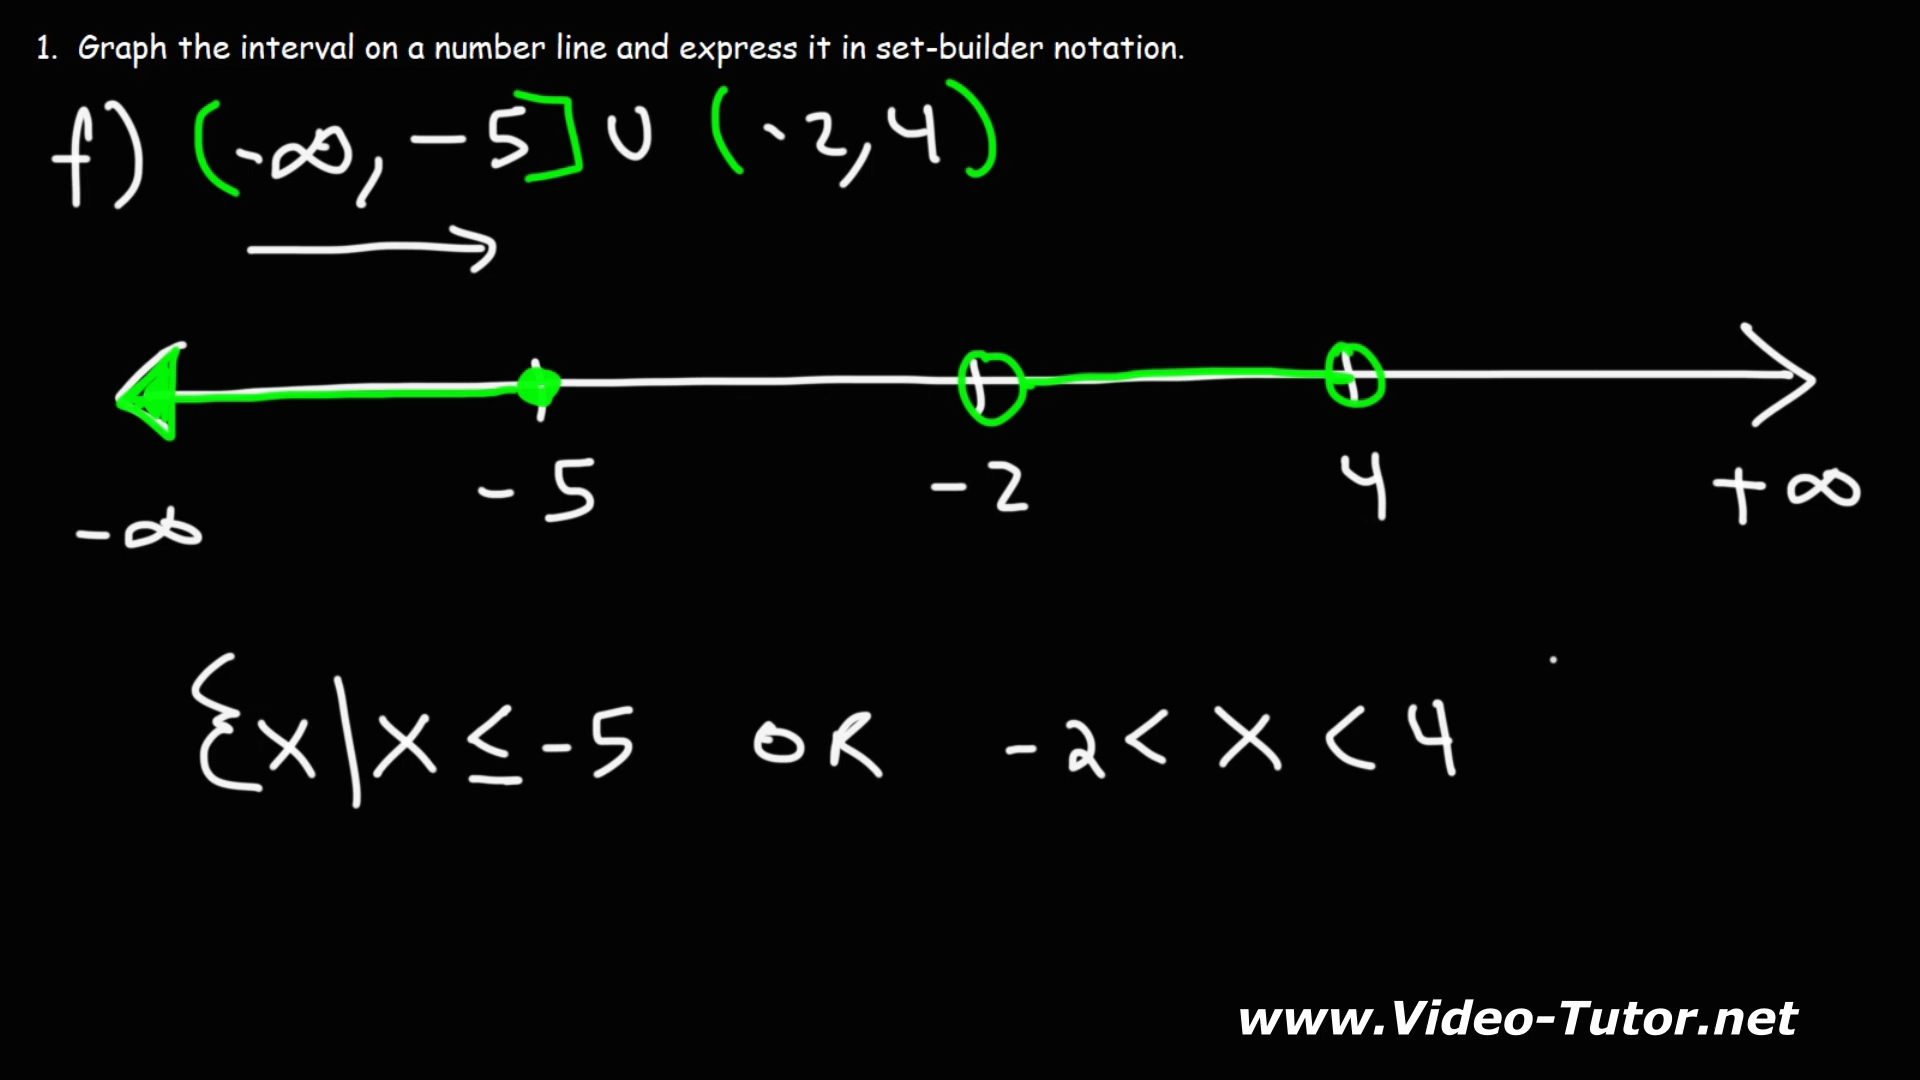 1. Graph the interval on a number line and express it in set-builder notation.
f) (-∞, -5] ∪ (-2, 4)
-∞ -5 -2 4 +∞
{x|x ≤ -5 OR -2 < x < 4
www.Video-Tutor.net